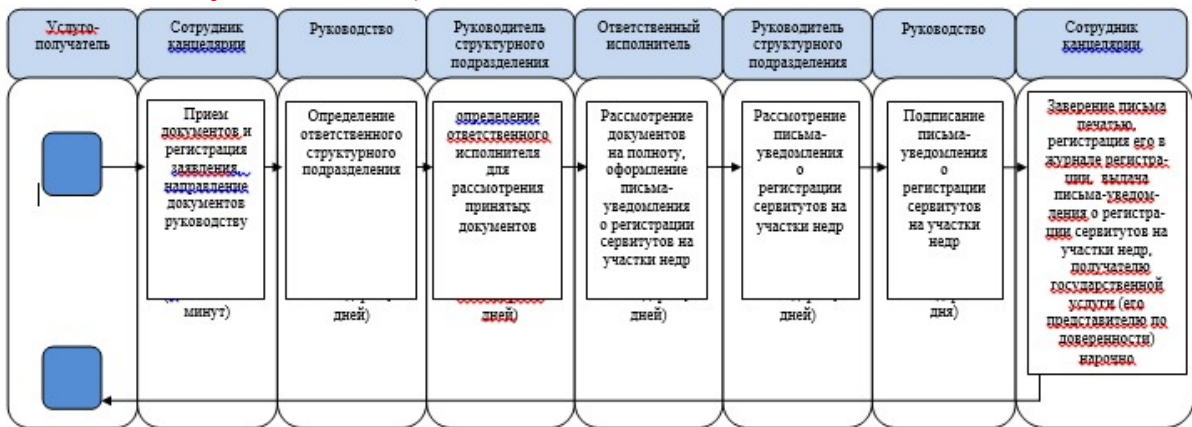 Услуго-
получатель
Сотрудник
канцелярии
Руководство
Руководитель
структурного
подразделения
Ответственный
исполнитель
Руководитель
структурного
подразделения
Руководство
Сотрудник
канцелярии
Прием
документов и
регистрация
заявления,
направление
документов
руководству
минут)
Определение
ответственного
структурного
подразделения
дней)
определение
ответственного
исполнителя
для
рассмотрения
принятых
документов
дней)
Рассмотрение
документов
на полноту,
оформление
письма-
уведомления
о регистрации
сервитутов на
участки недр
дней)
Рассмотрение
письма-
уведомления
о
регистрации
сервитутов на
участки недр
дней)
Подписание
письма-
уведомления
о
регистрации
сервитутов
на участки
недр
дня)
Заверение письма
печатью,
регистрация его в
журнале регистра-
ции, выдача
письма-уведом-
ления о регистра-
ции сервитутов на
участки недр,
получателю
государственной
услуги (его
представителю по
доверенности)
нарочно